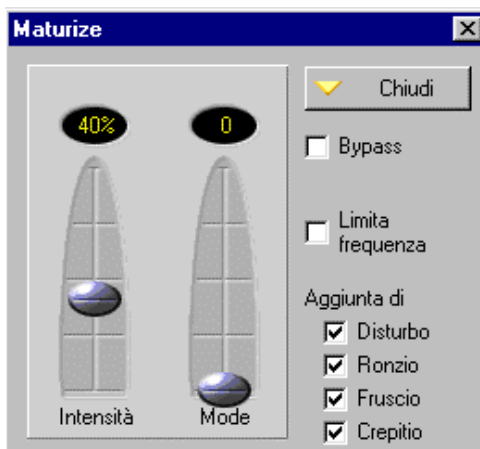 Maturize
40%
0
Intensità
Mode
Chiudi
Bypass
Limita
frequenza
Aggiunta di
Disturbo
Ronzio
Fruscio
Crepitio